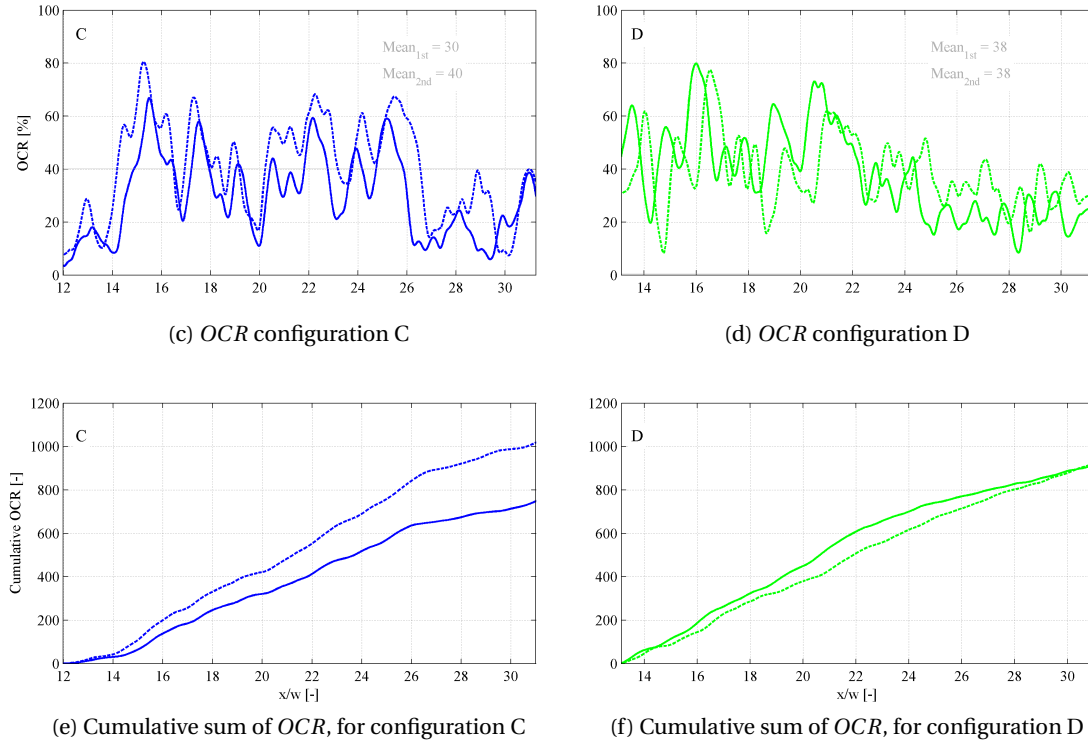 C
Mean1st = 30
Mean2nd = 40
OCR [%]
100
80
60
40
20
0
12 14 16 18 20 22 24 26 28 30
(c) OCR configuration C
D
Mean1st = 38
Mean2nd = 38
100
80
60
40
20
0
14 16 18 20 22 24 26 28 30
(d) OCR configuration D
C
Cumulative OCR [-]
1200
1000
800
600
400
200
0
12 14 16 18 20 22 24 26 28 30
x/w [-]
(e) Cumulative sum of OCR, for configuration C
D
1200
1000
800
600
400
200
0
14 16 18 20 22 24 26 28 30
x/w [-]
(f) Cumulative sum of OCR, for configuration D